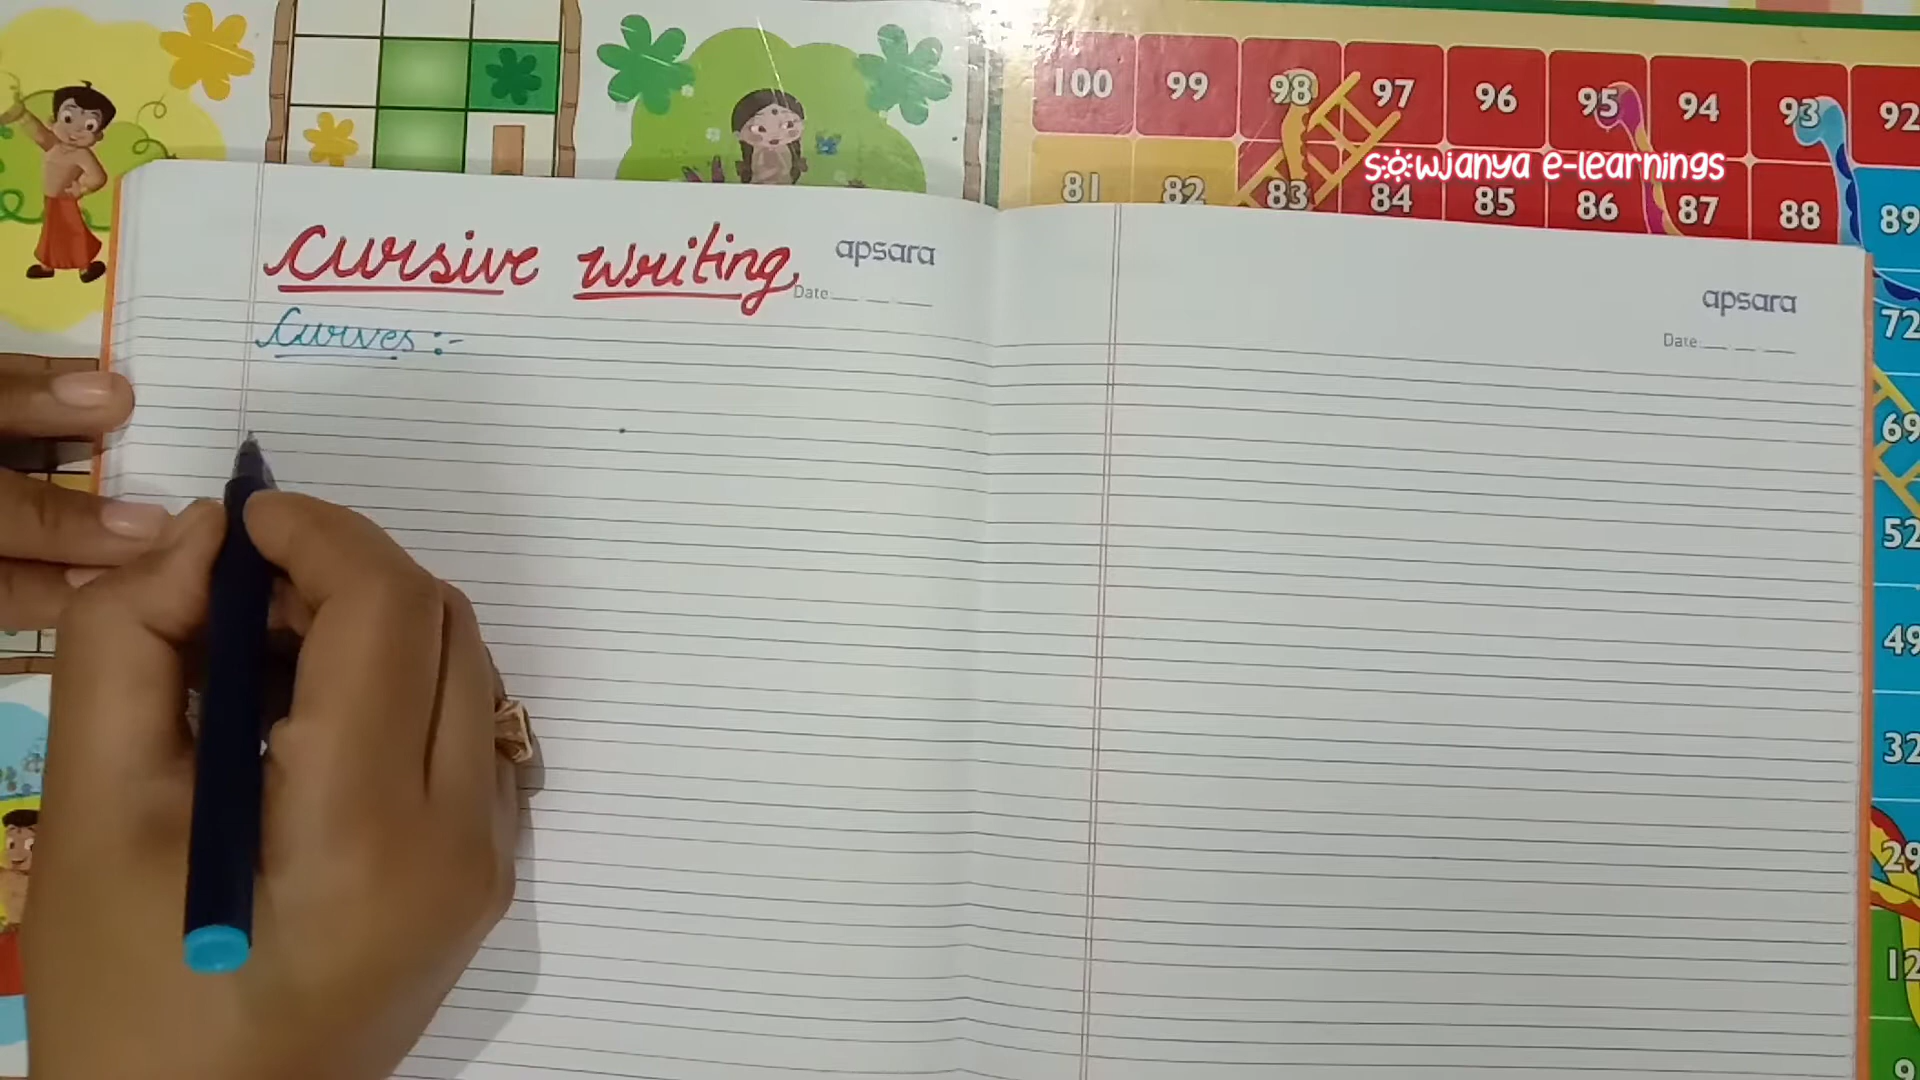 100 99 98 97 96 95 94 93 92
sowjanya e-learnings
81 82 83 84 85 86 87 88 89
cursive writing
apsara
Date:
curves :-
apsara
Date:
72
69
52
49
32
29
12
9